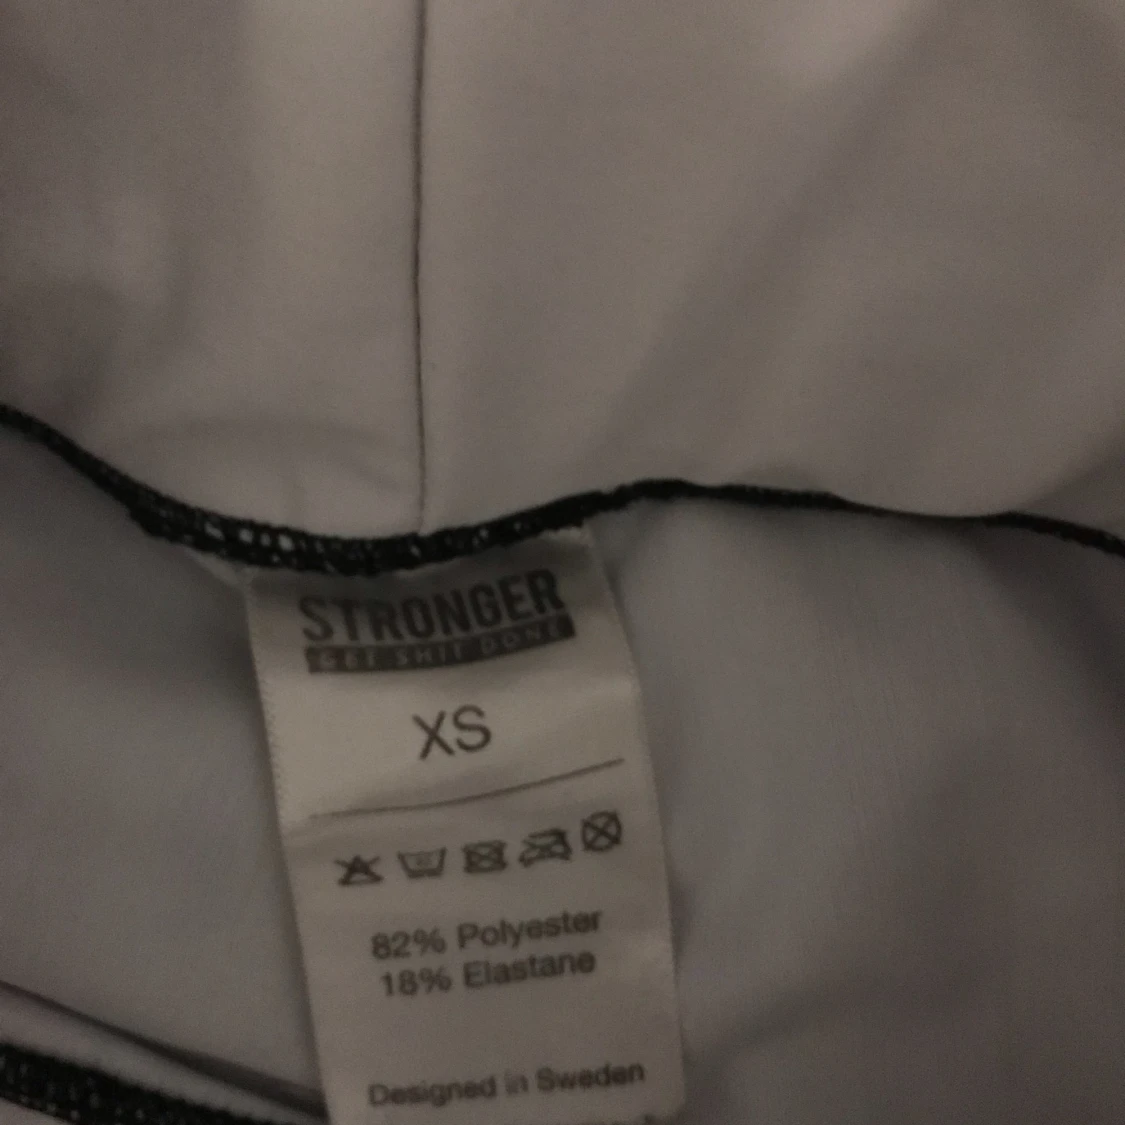 STRONGER
GET SHIT DONE
XS
82% Polyester
18% Elastane
Designed in Sweden